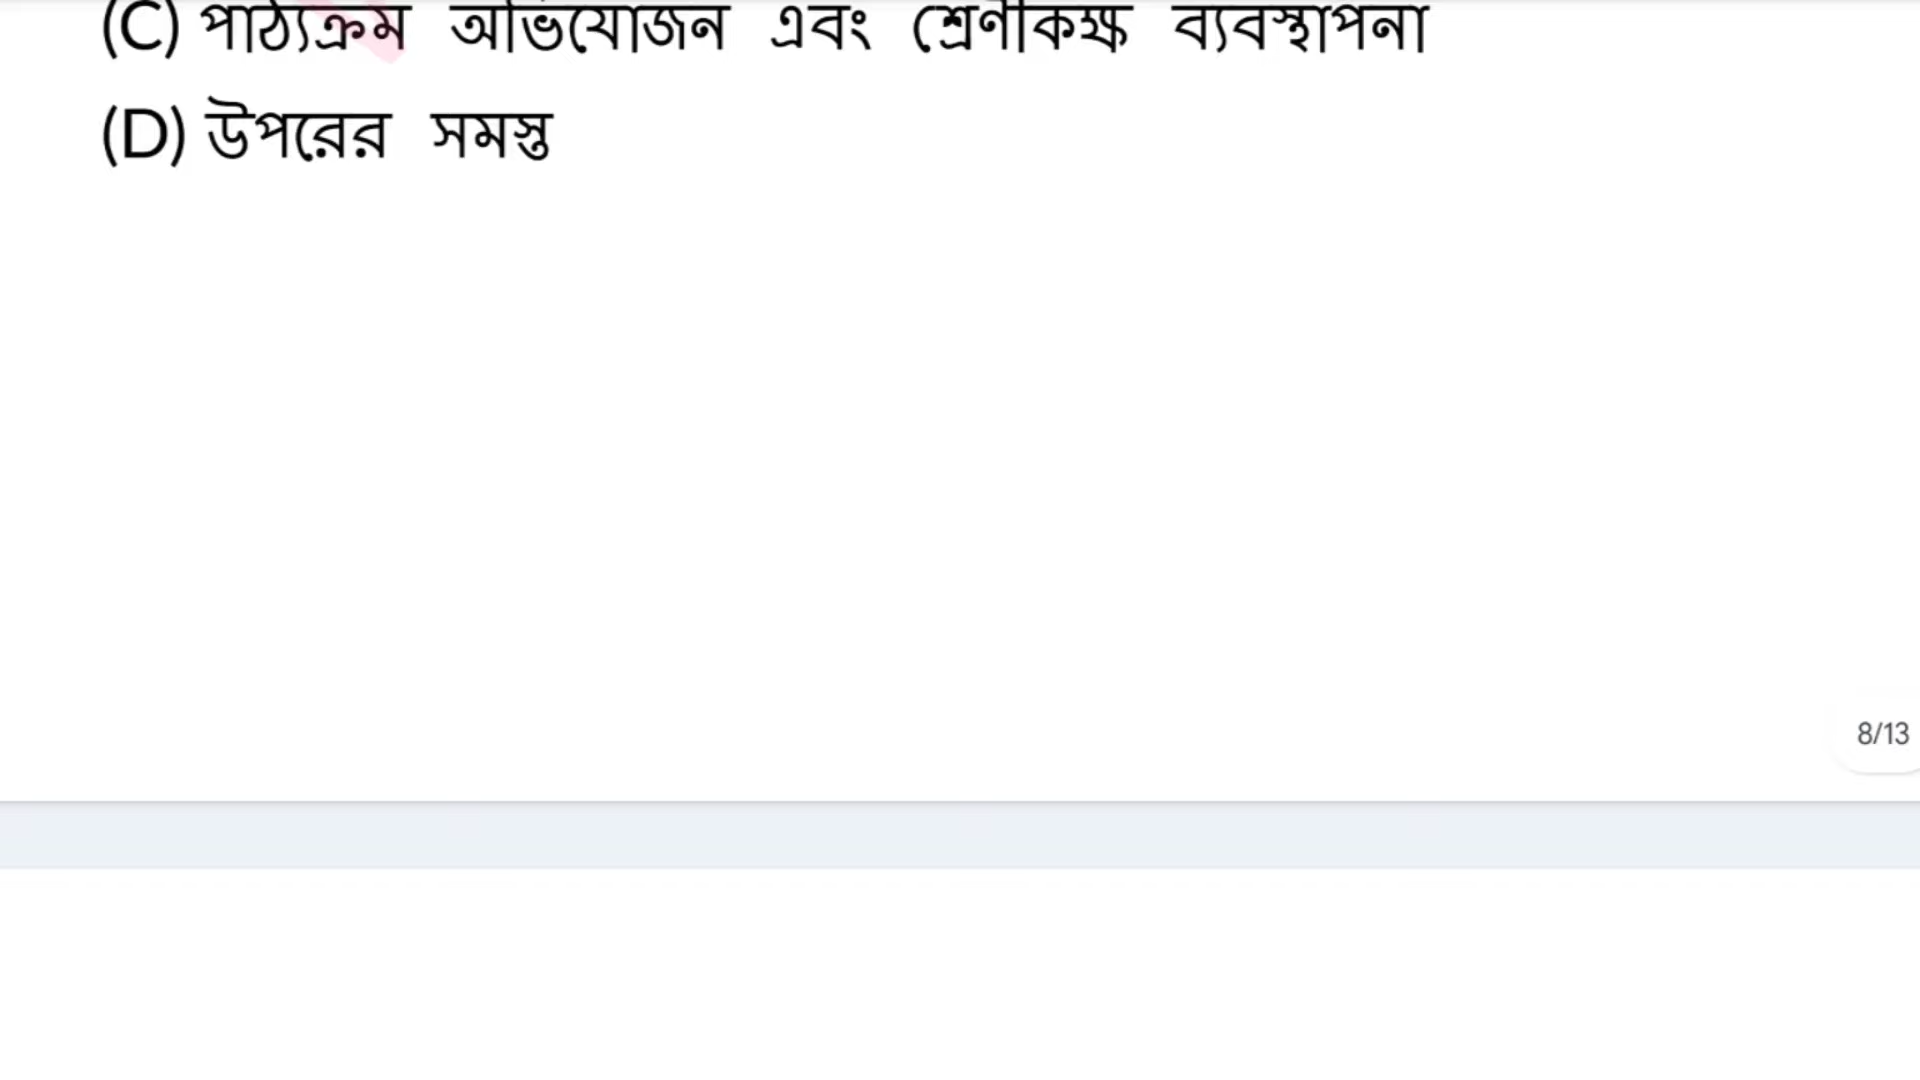 (C) পাঠ্যক্রম অভিযোজন এবং শ্রেণীকক্ষ ব্যবস্থাপনা
(D) উপরের সমস্ত
8/13